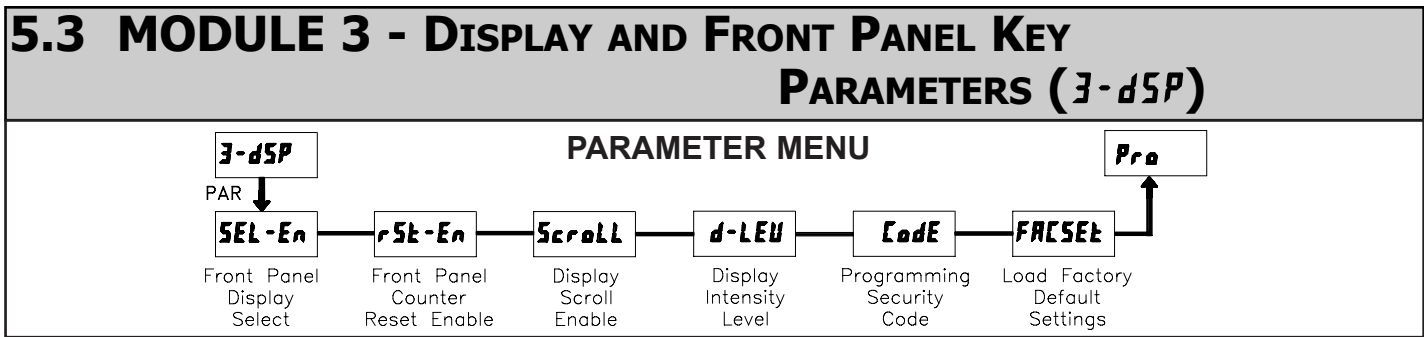 5.3 MODULE 3 - DISPLAY AND FRONT PANEL KEY
PARAMETERS (3-dSP)
PARAMETER MENU
3-dSP
Pro
PAR
SEL-En
rSt-En
ScroLL
d-LEV
CodE
FACSEt
Front Panel
Display
Select
Front Panel
Counter
Reset Enable
Display
Scroll
Enable
Display
Intensity
Level
Programming
Security
Code
Load Factory
Default
Settings